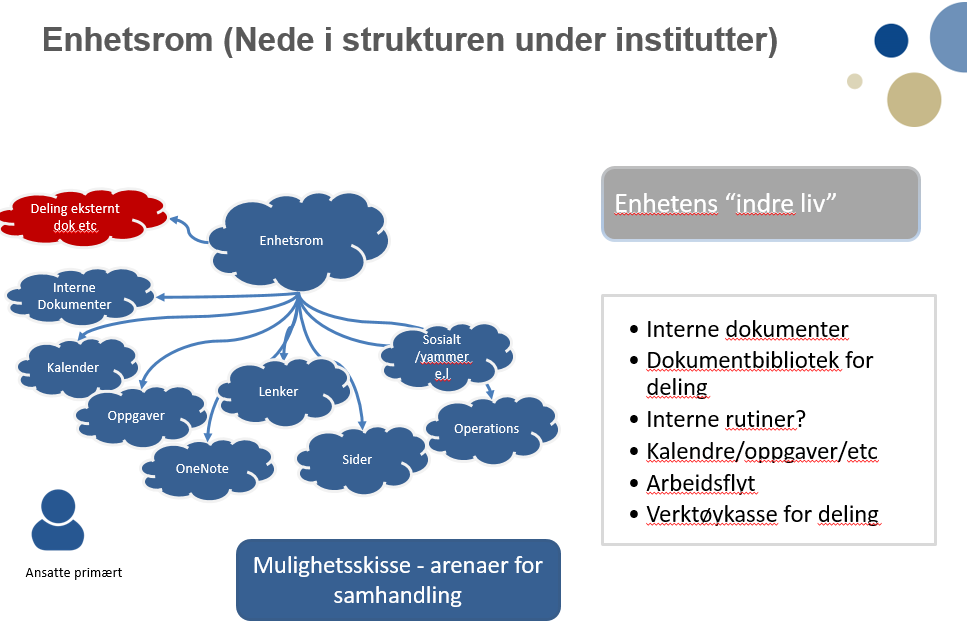 Enhetsrom (Nede i strukturen under institutter)
Deling eksternt
dok etc
Enhetsrom
Interne
Dokumenter
Kalender
Oppgaver
OneNote
Lenker
Sider
Sosialt
/yammer
e.l
Operations
Ansatte primært
Mulighetsskisse - arenaer for
samhandling
Enhetens “indre liv”
• Interne dokumenter
• Dokumentbibliotek for
deling
• Interne rutiner?
• Kalendre/oppgaver/etc
• Arbeidsflyt
• Verktøykasse for deling